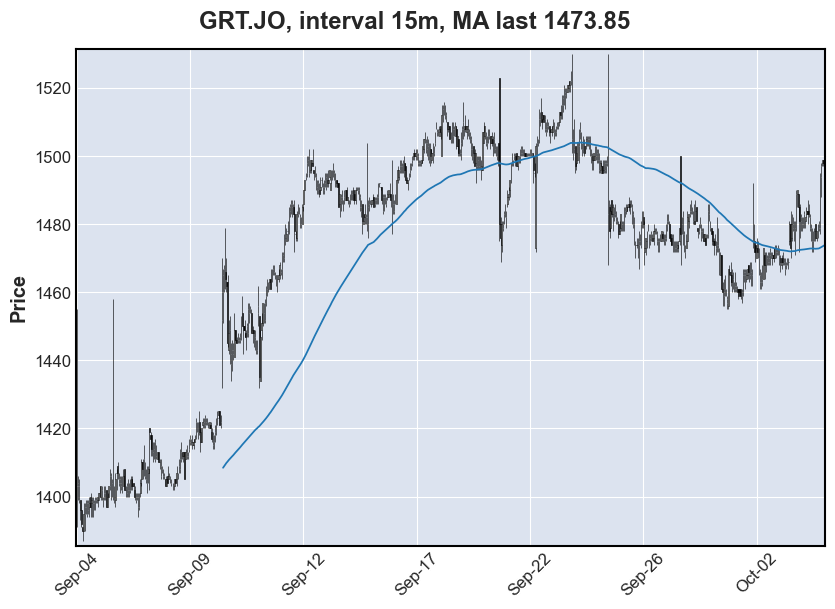 GRT.JO, interval 15m, MA last 1473.85
Price
1520
1500
1480
1460
1440
1420
1400
Sep-04
Sep-09
Sep-12
Sep-17
Sep-22
Sep-26
Oct-02